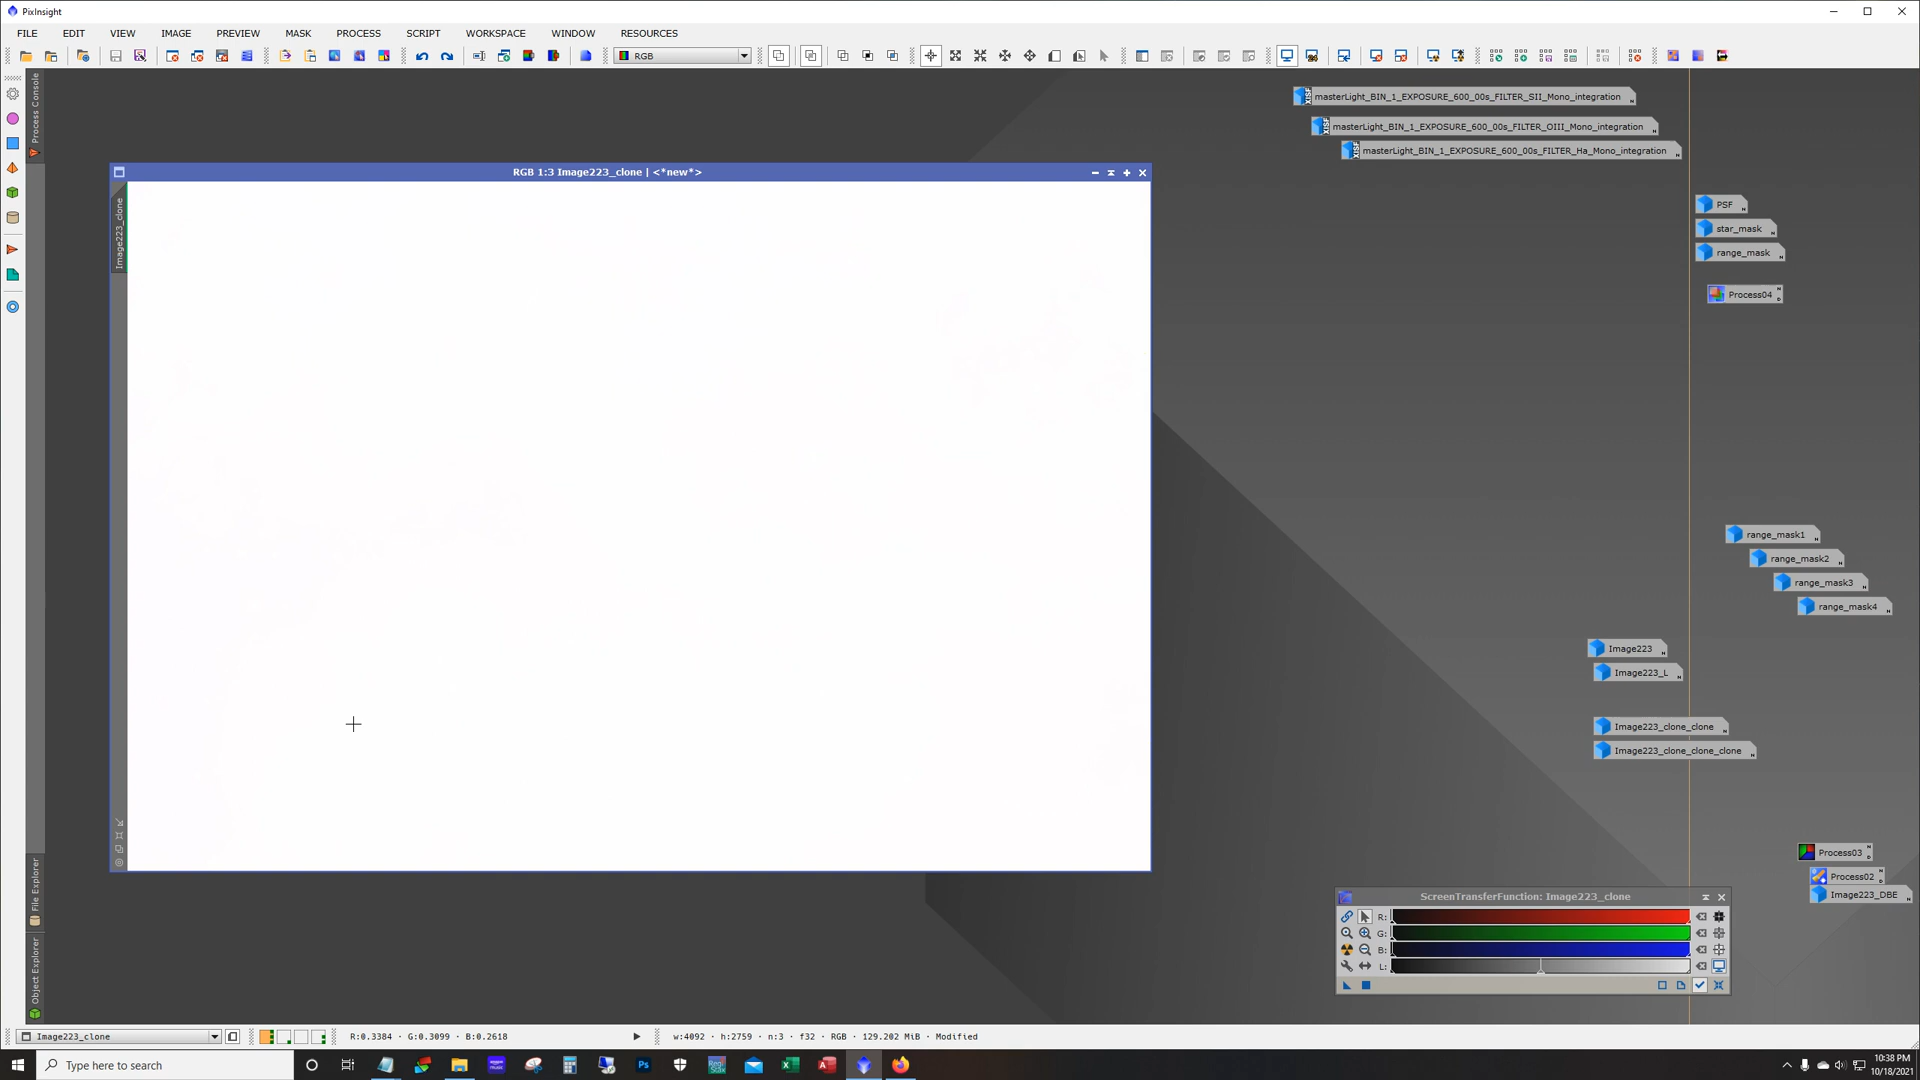 PixInsight
FILE EDIT VIEW IMAGE PREVIEW MASK PROCESS SCRIPT WORKSPACE WINDOW RESOURCES
RGB
Process Console
masterLight_BIN_1_EXPOSURE_600_00s_FILTER_SII_Mono_integration
masterLight_BIN_1_EXPOSURE_600_00s_FILTER_OIII_Mono_integration
masterLight_BIN_1_EXPOSURE_600_00s_FILTER_Ha_Mono_integration
RGB 1:3 Image223_clone | <*new*>
Image223_clone
PSF
star_mask
range_mask
Process04
range_mask1
range_mask2
range_mask3
range_mask4
Image223
Image223_L
Image223_clone_clone
Image223_clone_clone_clone
Process03
Process02
Image223_DBE
File Explorer
Object Explorer
ScreenTransferFunction: Image223_clone
R:
G:
B:
L:
Image223_clone
R:0.3384 · G:0.3099 · B:0.2618
w:4092 · h:2759 · n:3 · f32 · RGB · 129.202 MiB · Modified
Type here to search
10:38 PM
10/18/2021